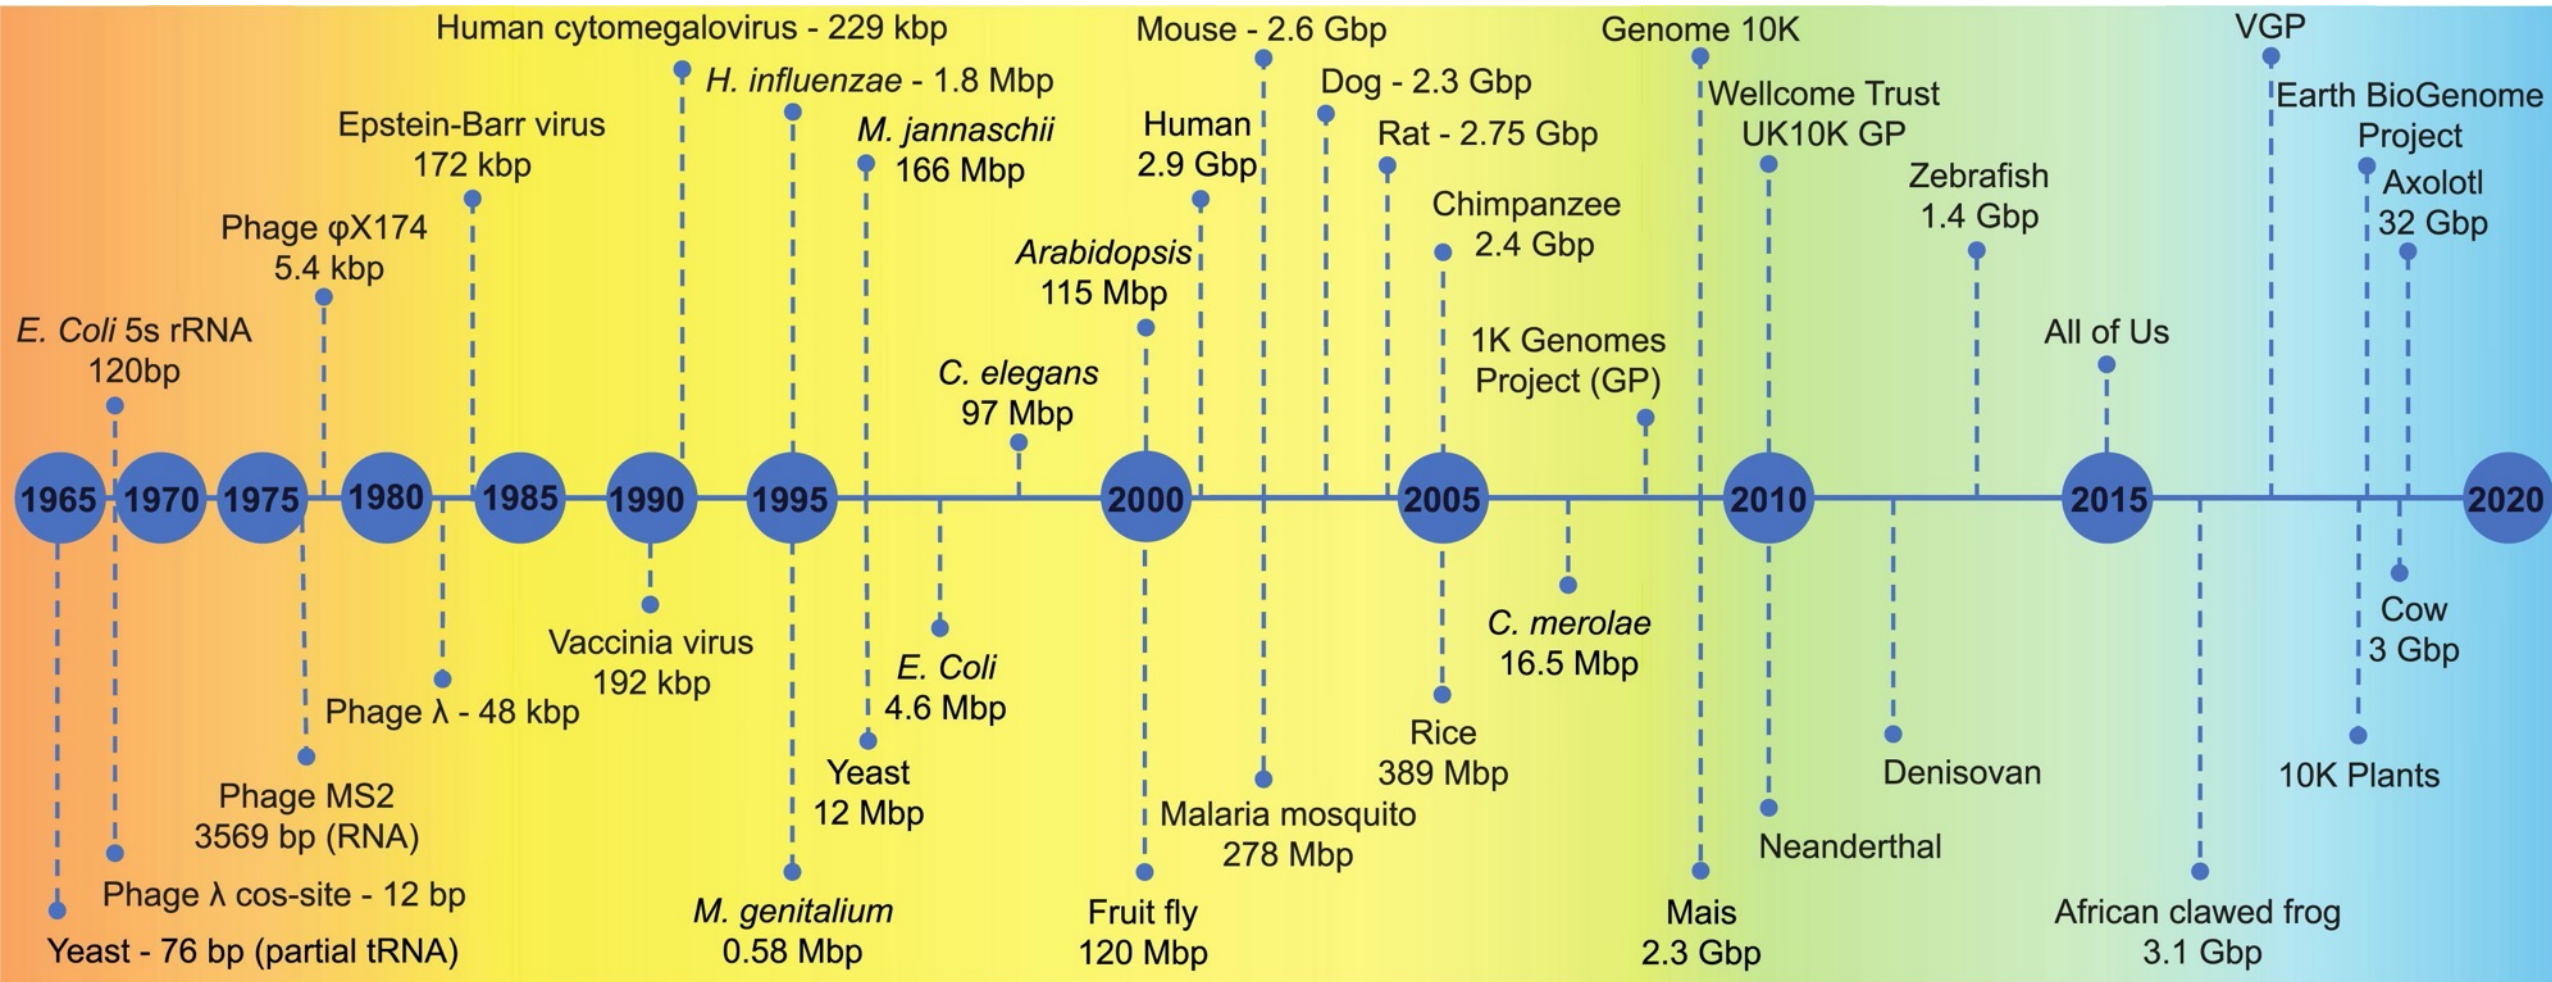 Human cytomegalovirus - 229 kbp
Mouse - 2.6 Gbp
Genome 10K
VGP
H. influenzae - 1.8 Mbp
Dog - 2.3 Gbp
Wellcome Trust
UK10K GP
Earth BioGenome
Project
Epstein-Barr virus
172 kbp
M. jannaschii
166 Mbp
Human
2.9 Gbp
Rat - 2.75 Gbp
Zebrafish
1.4 Gbp
Axolotl
32 Gbp
Phage φX174
5.4 kbp
Chimpanzee
2.4 Gbp
Arabidopsis
115 Mbp
E. Coli 5s rRNA
120bp
1K Genomes
Project (GP)
All of Us
C. elegans
97 Mbp
1965
1970
1975
1980
1985
1990
1995
2000
2005
2010
2015
2020
Vaccinia virus
192 kbp
E. Coli
4.6 Mbp
C. merolae
16.5 Mbp
Cow
3 Gbp
Phage λ - 48 kbp
Rice
389 Mbp
Yeast
12 Mbp
Denisovan
10K Plants
Phage MS2
3569 bp (RNA)
Malaria mosquito
278 Mbp
Neanderthal
Phage λ cos-site - 12 bp
Yeast - 76 bp (partial tRNA)
M. genitalium
0.58 Mbp
Fruit fly
120 Mbp
Mais
2.3 Gbp
African clawed frog
3.1 Gbp